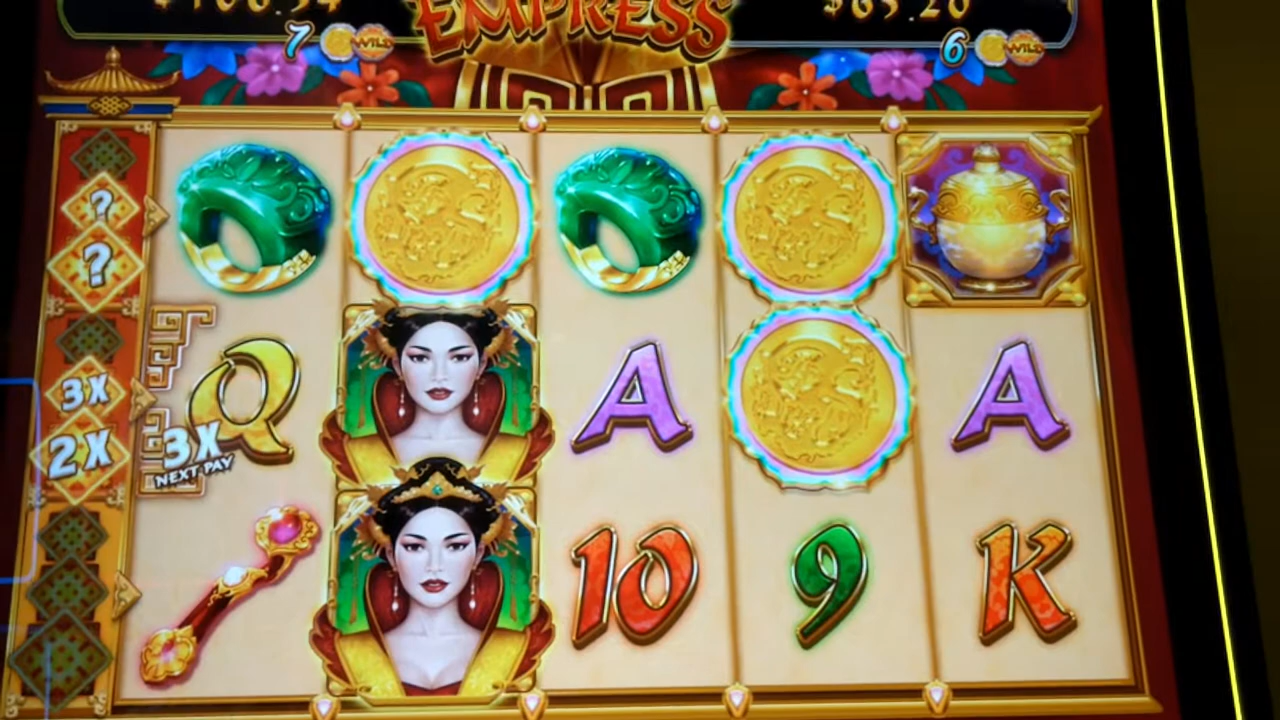 EMPRESS
$65.20
7 WILD
6 WILD
?
?
3X
2X
Q
3X
NEXT PAY
A
A
10
9
K